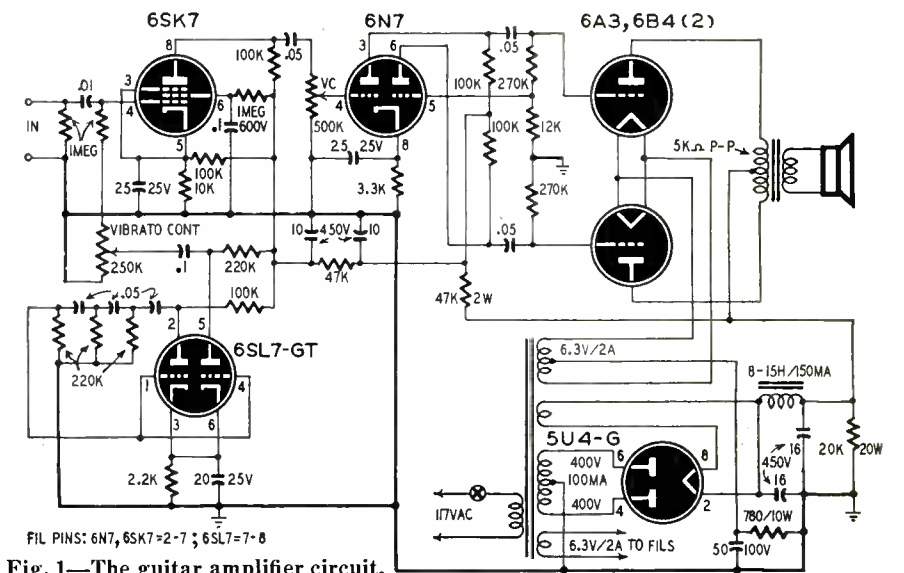 6SK7
6N7
6A3, 6B4(2)
8
100K
.05
3
6
.05
.01
3
4
6
1MEG
600V
VC
4
5
100K
270K
IN
1MEG
.1
500K
100K
12K
5KΩ P-P
5
100K
25
25V
8
25
25V
10K
3.3K
270K
VIBRATO CONT
10
450V
10
.05
250K
.1
220K
47K
47K
2W
.05
100K
2
5
6SL7-GT
6.3V/2A
8-15H/150MA
220K
1
4
5U4-G
3
6
400V
6
8
16
20K
20W
100MA
450V
2.2K
20
25V
400V
4
2
16
117VAC
780/10W
6.3V/2A TO FILS
50
100V
FIL PINS: 6N7, 6SK7=2-7; 6SL7=7-8
Fig. 1—The guitar amplifier circuit.